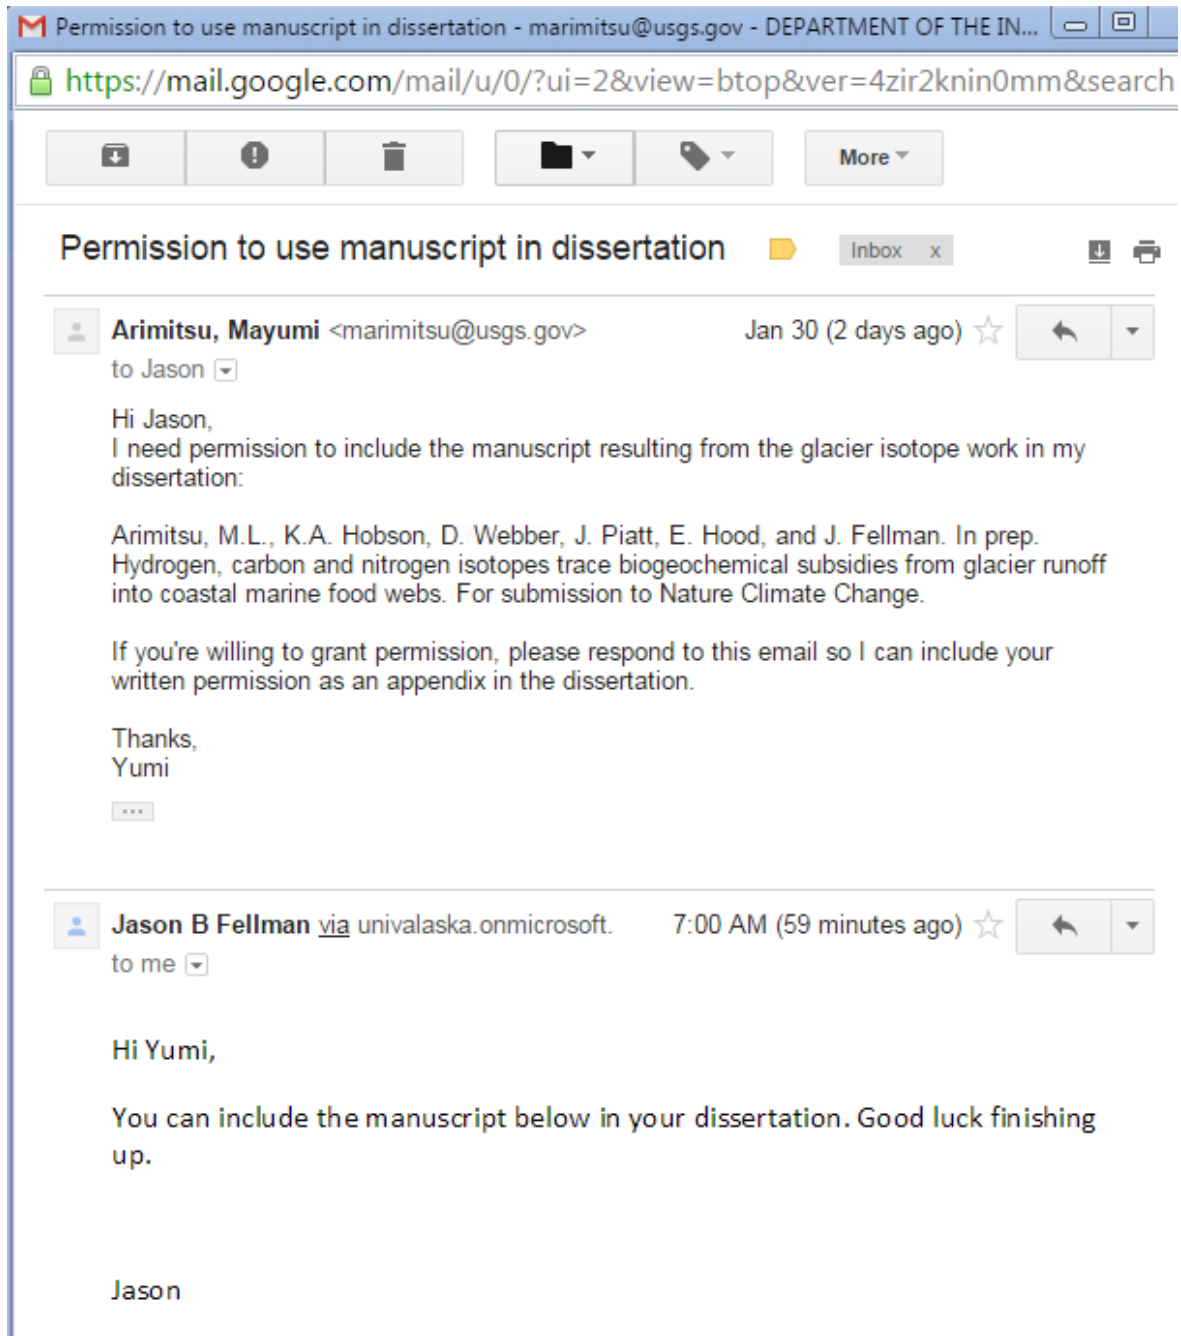 Permission to use manuscript in dissertation - marimitsu@usgs.gov - DEPARTMENT OF THE IN...
https://mail.google.com/mail/u/0/?ui=2&view=btop&ver=4zir2knin0mm&search
More
Permission to use manuscript in dissertation
Inbox x
Arimitsu, Mayumi <marimitsu@usgs.gov> Jan 30 (2 days ago)
to Jason
Hi Jason,
I need permission to include the manuscript resulting from the glacier isotope work in my
dissertation:
Arimitsu, M.L., K.A. Hobson, D. Webber, J. Piatt, E. Hood, and J. Fellman. In prep.
Hydrogen, carbon and nitrogen isotopes trace biogeochemical subsidies from glacier runoff
into coastal marine food webs. For submission to Nature Climate Change.
If you're willing to grant permission, please respond to this email so I can include your
written permission as an appendix in the dissertation.
Thanks,
Yumi
Jason B Fellman via univalaska.onmicrosoft. 7:00 AM (59 minutes ago)
to me
Hi Yumi,
You can include the manuscript below in your dissertation. Good luck finishing
up.
Jason